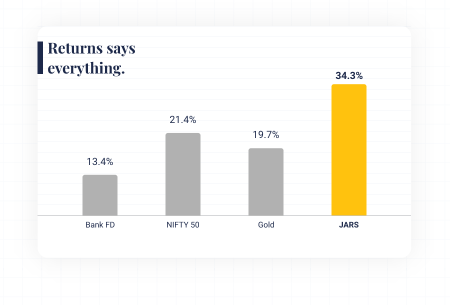 Returns says
everything.
34.3%
21.4%
19.7%
13.4%
Bank FD
NIFTY 50
Gold
JARS